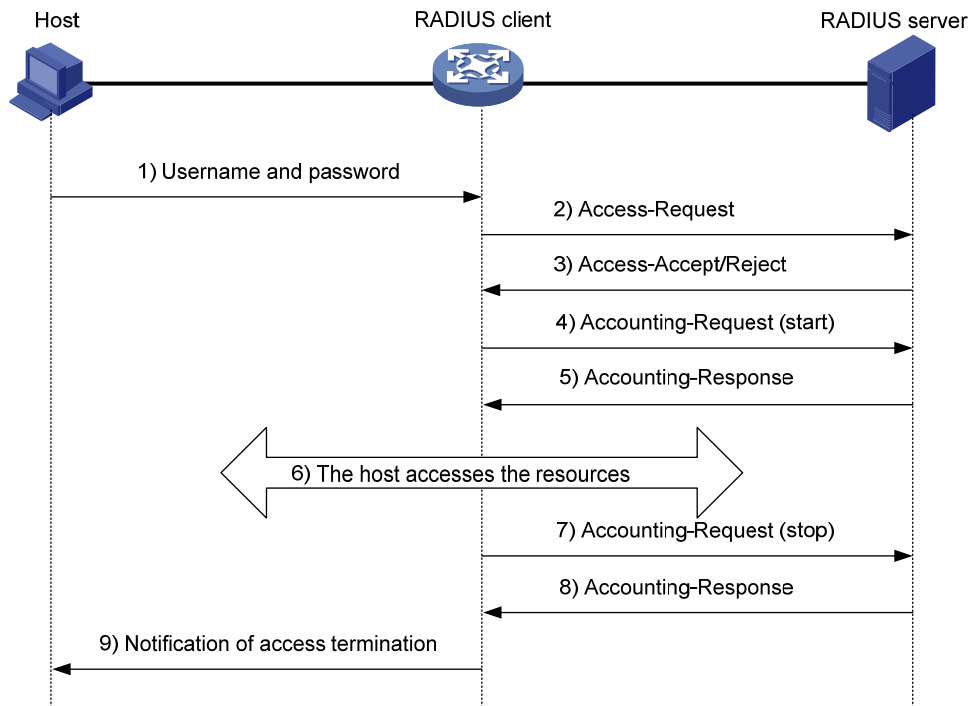 Host
RADIUS client
RADIUS server
1) Username and password
2) Access-Request
3) Access-Accept/Reject
4) Accounting-Request (start)
5) Accounting-Response
6) The host accesses the resources
7) Accounting-Request (stop)
8) Accounting-Response
9) Notification of access termination